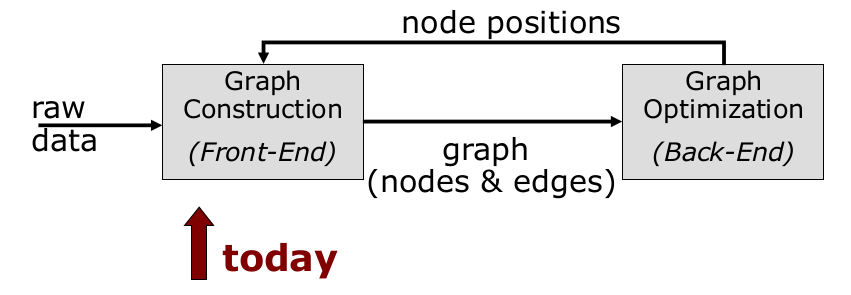 node positions
raw
data
Graph
Construction
(Front-End)
graph
(nodes & edges)
Graph
Optimization
(Back-End)
today